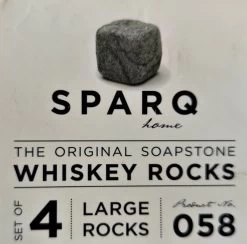 SPARQ
home
THE ORIGINAL SOAPSTONE
WHISKEY ROCKS
SET OF 4 LARGE ROCKS Product No. 058